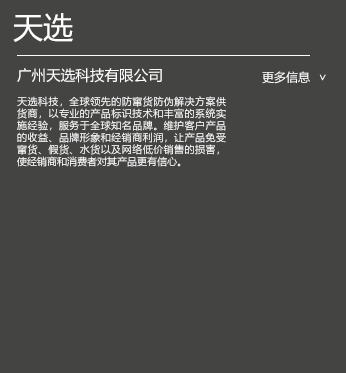 天选
广州天选科技有限公司
更多信息 ﹀
天选科技，全球领先的防窜货防伪解决方案供
货商，以专业的产品标识技术和丰富的系统实
施经验，服务于全球知名品牌。维护客户产品
的收益、品牌形象和经销商利润，让产品免受
窜货、假货、水货以及网络低价销售的损害，
使经销商和消费者对其产品更有信心。